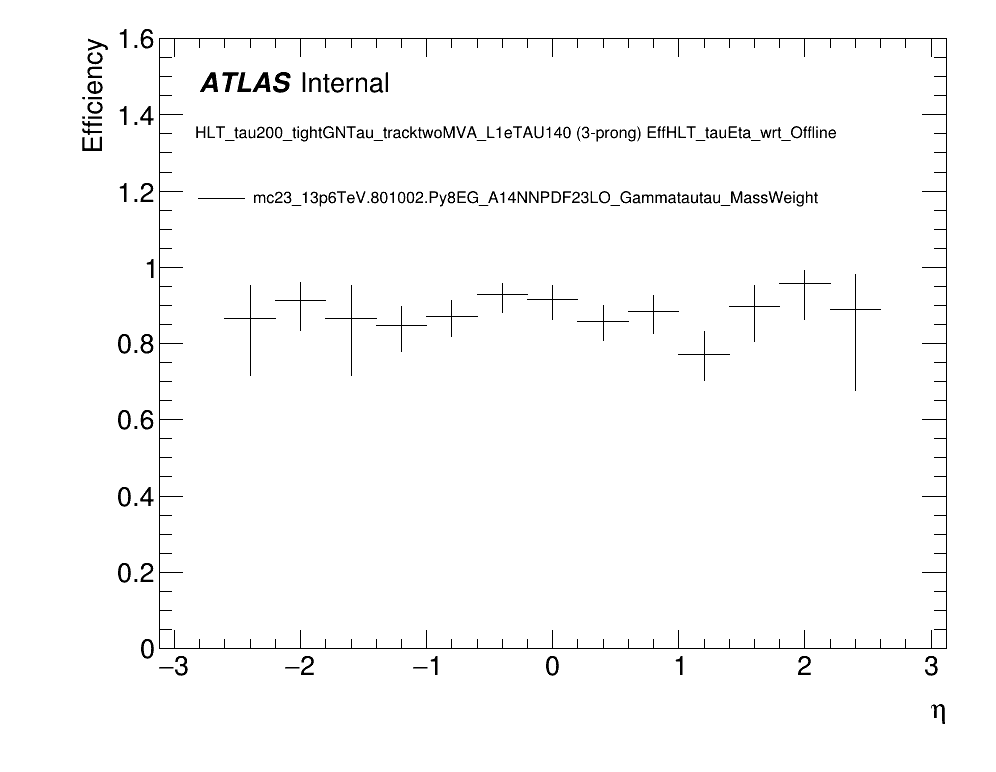 Efficiency
1.6
1.4
1.2
1
0.8
0.6
0.4
0.2
0
ATLAS Internal
HLT_tau200_tightGNTau_tracktwoMVA_L1eTAU140 (3-prong) EffHLT_tauEta_wrt_Offline
mc23_13p6TeV.801002.Py8EG_A14NNPDF23LO_Gammatautau_MassWeight
−3 −2 −1 0 1 2 3
η